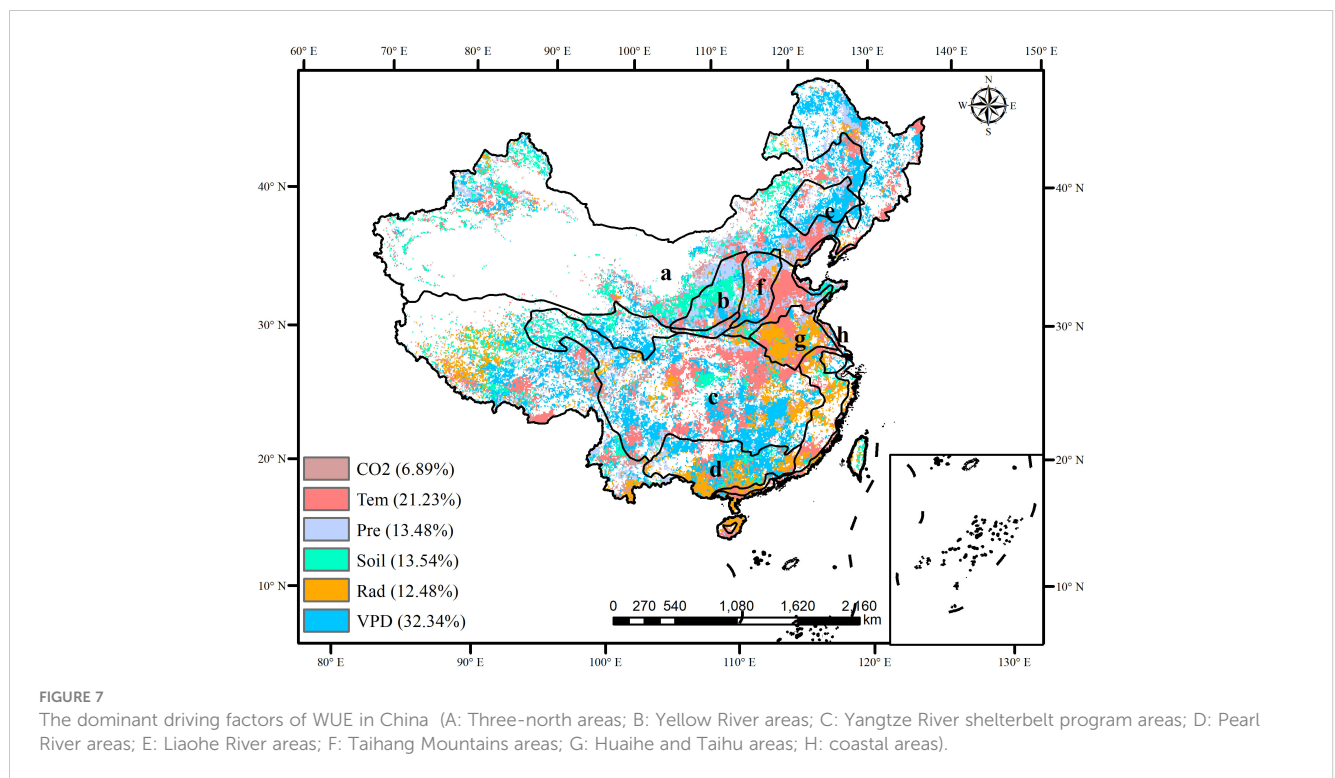 60° E 70° E 80° E 90° E 100° E 110° E 120° E 130° E 140° E 150° E
N
W E
S
40° N 40° N
e
a
b f
30° N 30° N
h
g
c
20° N 20° N
d
CO2 (6.89%)
Tem (21.23%)
Pre (13.48%)
Soil (13.54%)
Rad (12.48%)
VPD (32.34%)
10° N 10° N
0 270 540 1,080 1,620 2,160
km
80° E 90° E 100° E 110° E 120° E 130° E
FIGURE 7
The dominant driving factors of WUE in China (A: Three-north areas; B: Yellow River areas; C: Yangtze River shelterbelt program areas; D: Pearl
River areas; E: Liaohe River areas; F: Taihang Mountains areas; G: Huaihe and Taihu areas; H: coastal areas).